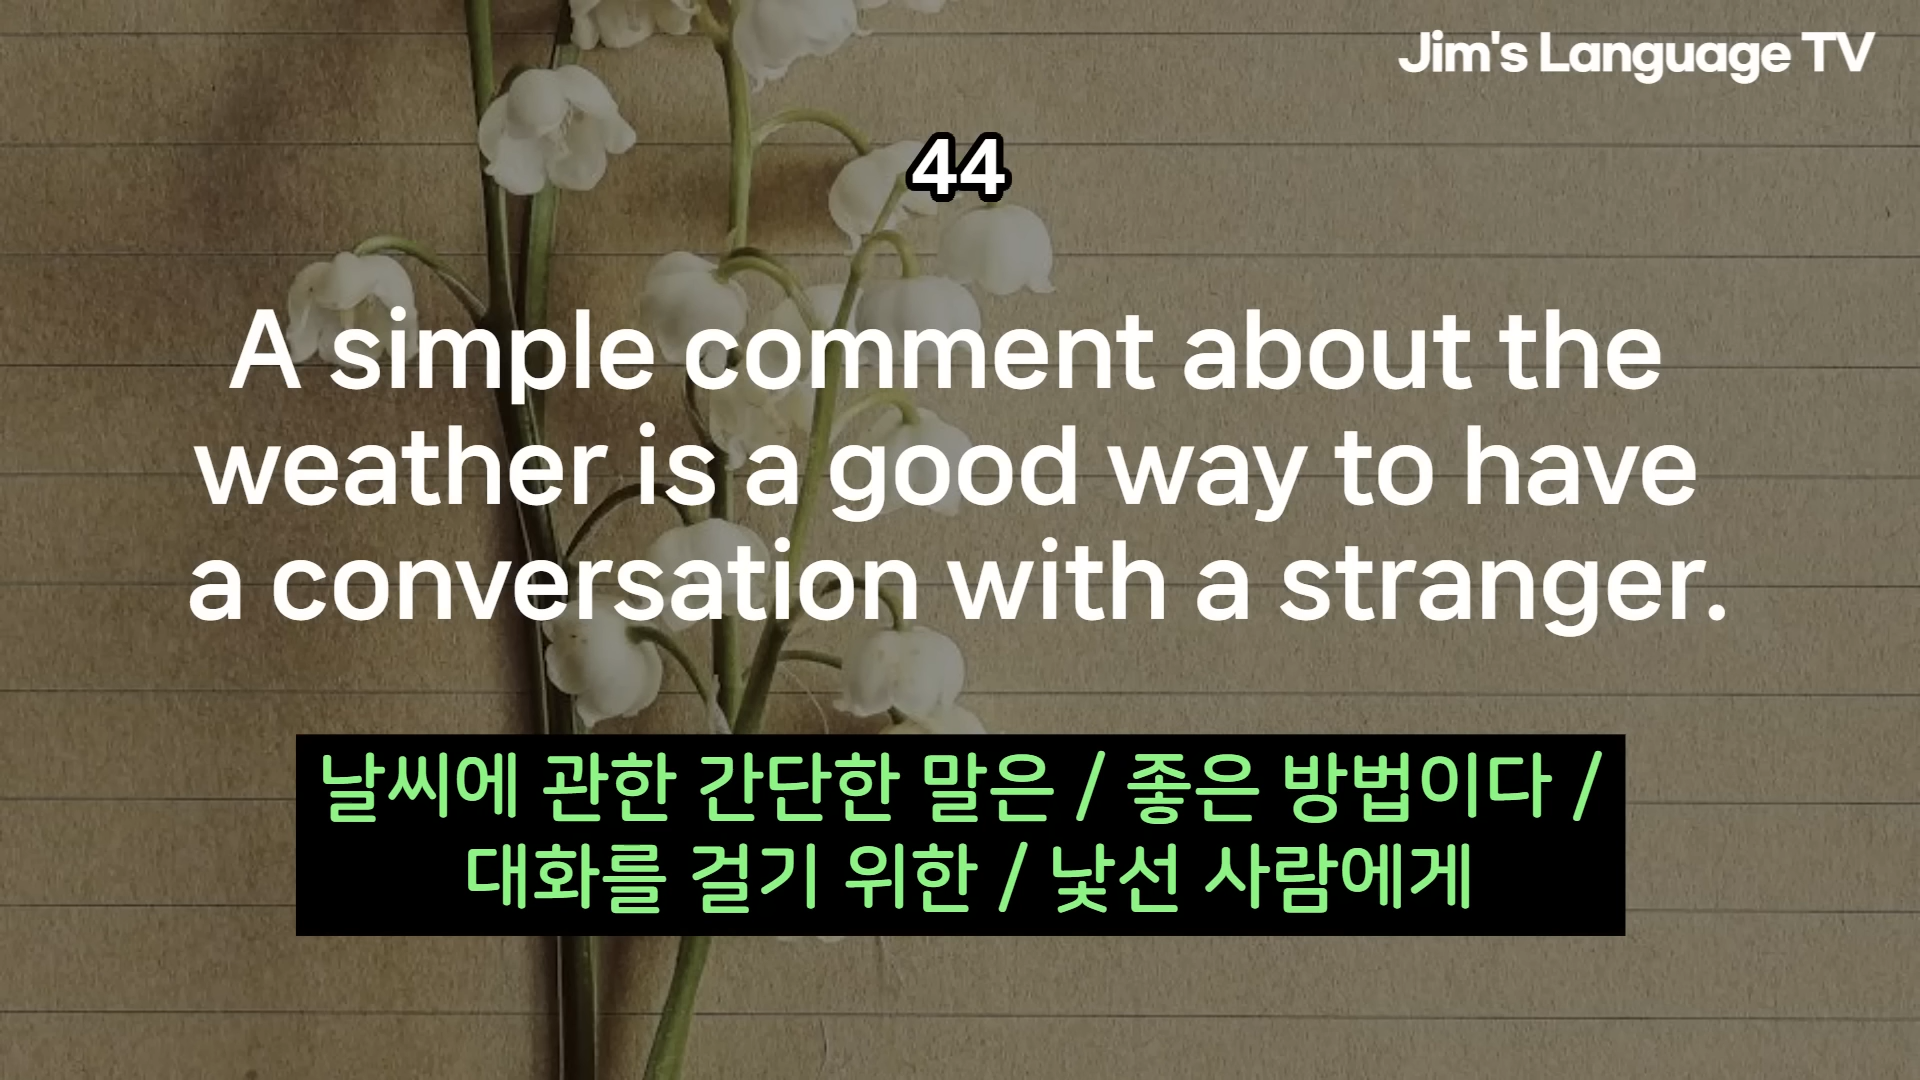 Jim's Language TV
44
A simple comment about the
weather is a good way to have
a conversation with a stranger.
날씨에 관한 간단한 말은 / 좋은 방법이다 /
대화를 걸기 위한 / 낯선 사람에게